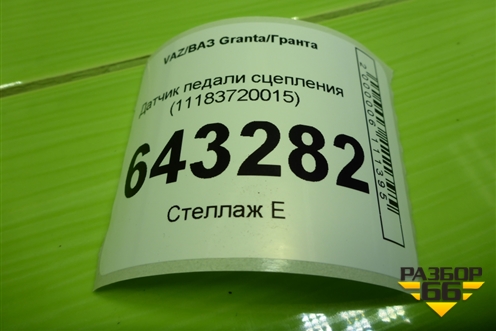 VAZ/ВАЗ Granta/Гранта
Датчик педали сцепления
(11183720015)
643282
Стеллаж Е
РАЗБОР
66